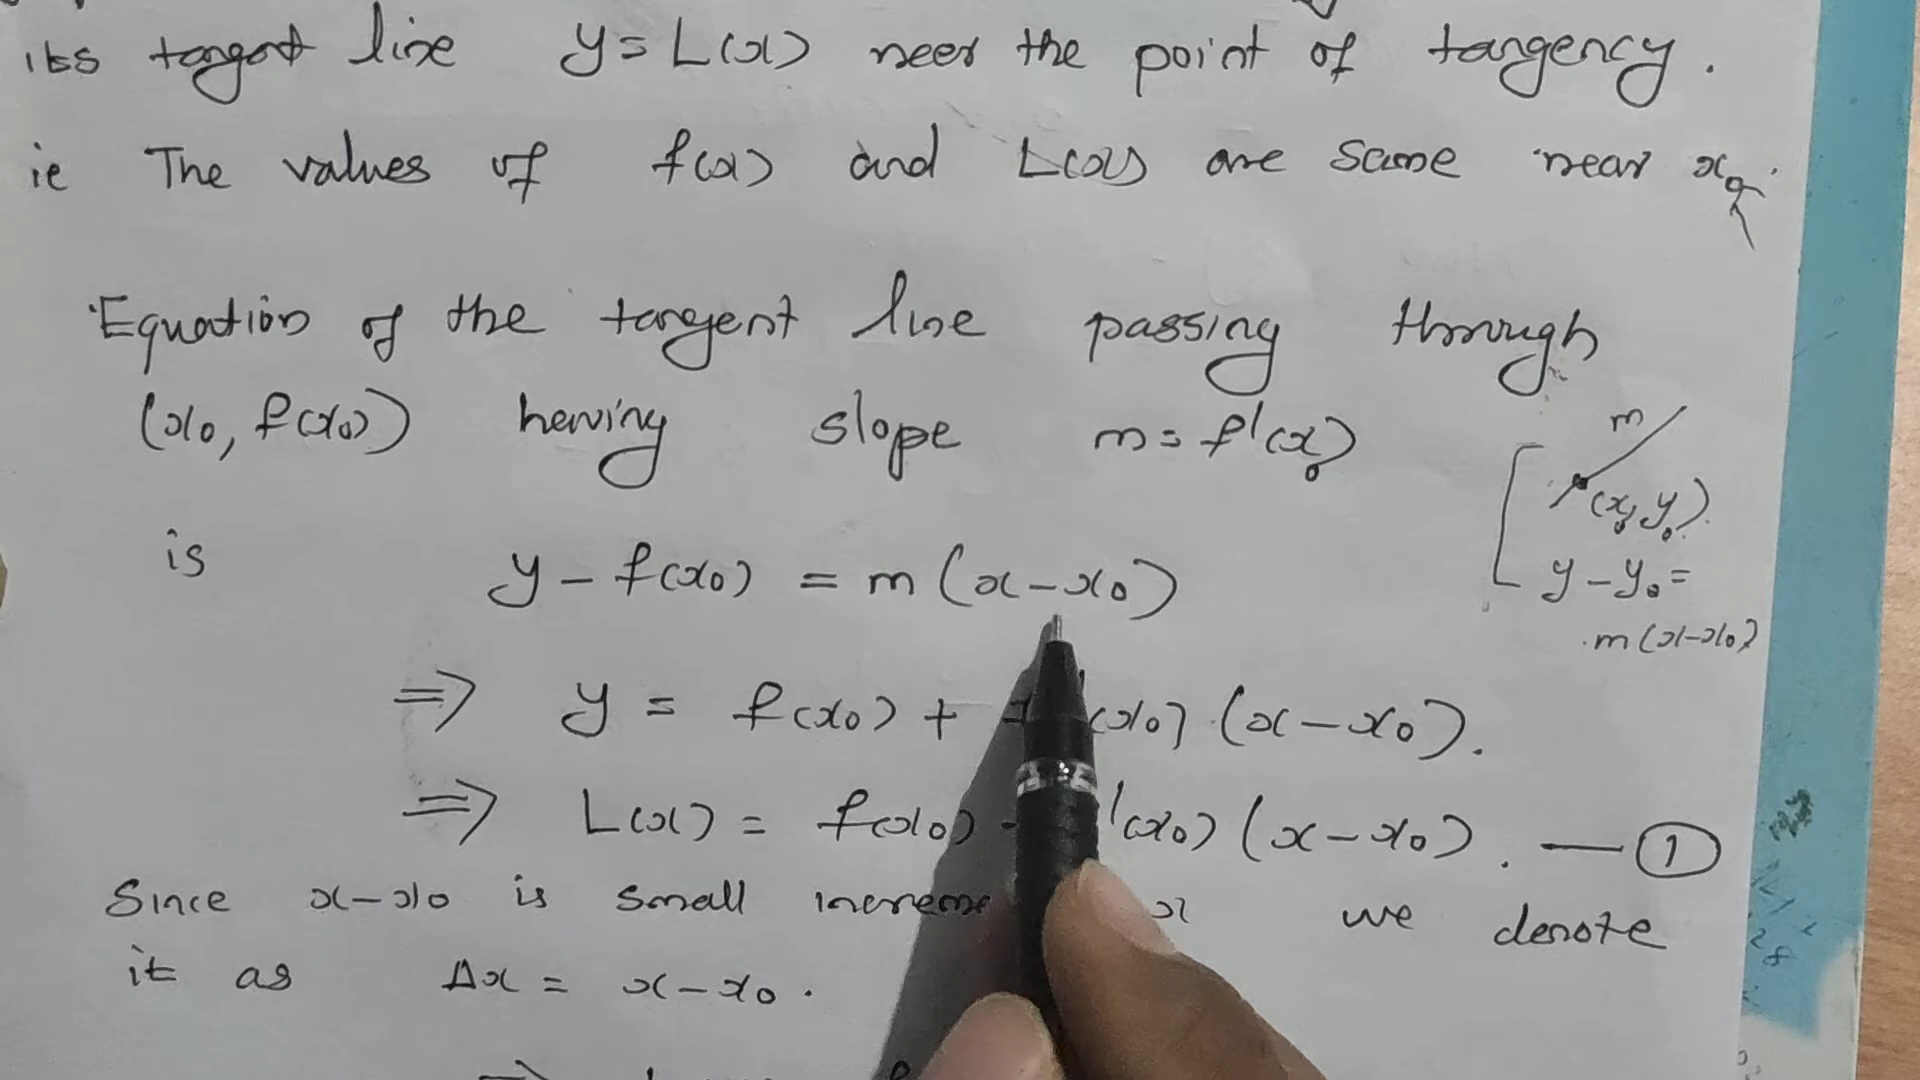 its tangent line y = L(x) near the point of tangency.
ie The values of f(x) and L(x) are same near x₀.
Equation of the tangent line passing through
(x₀, f(x₀)) having slope m = f'(x₀)
is y - f(x₀) = m (x - x₀)
m
(x₀, y₀).
y - y₀ =
m (x - x₀)
⇒ y = f(x₀) + (x₀) (x - x₀).
⇒ L(x) = f(x₀) '(x₀) (x - x₀). — ①
Since x - x₀ is small increme x we denote
it as Δx = x - x₀.